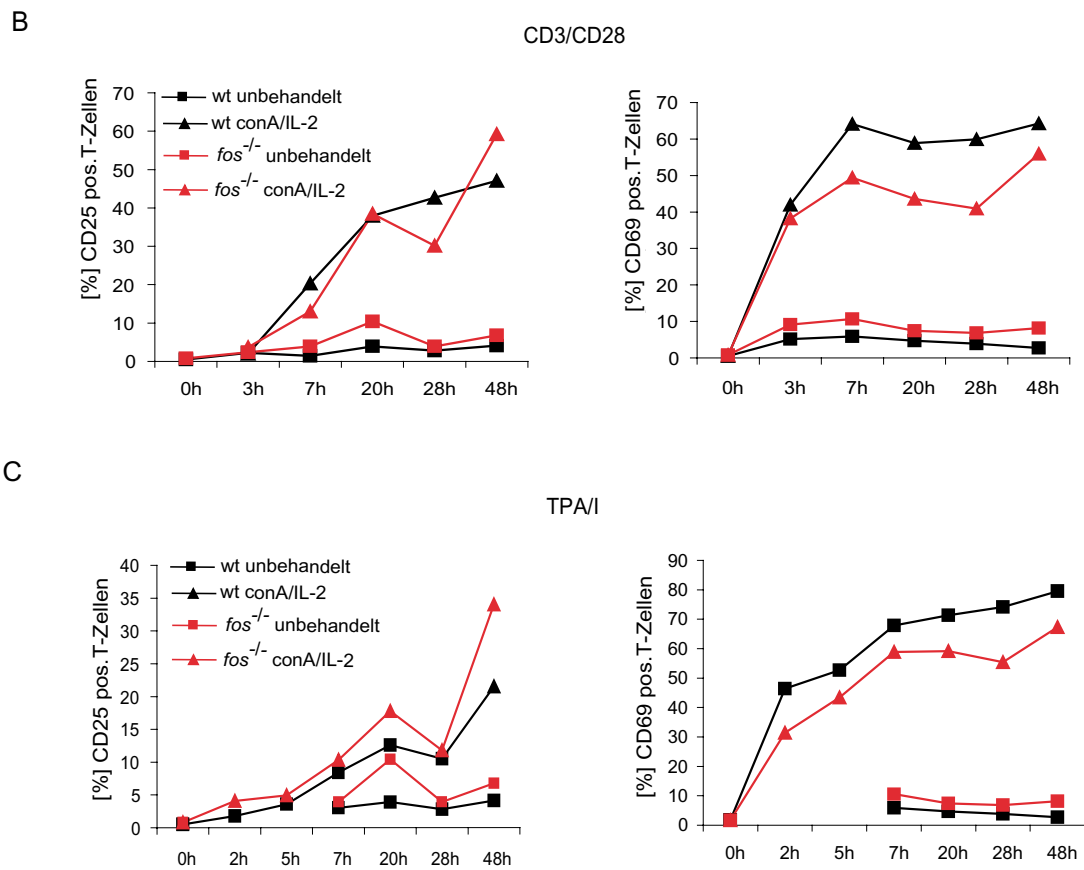 B
CD3/CD28
[%] CD25 pos.T-Zellen
70
60
50
40
30
20
10
0
wt unbehandelt
wt conA/IL-2
fos-/- unbehandelt
fos-/- conA/IL-2
0h 3h 7h 20h 28h 48h
[%] CD69 pos.T-Zellen
70
60
50
40
30
20
10
0
0h 3h 7h 20h 28h 48h
C
TPA/I
[%] CD25 pos.T-Zellen
40
35
30
25
20
15
10
5
0
wt unbehandelt
wt conA/IL-2
fos-/- unbehandelt
fos-/- conA/IL-2
0h 2h 5h 7h 20h 28h 48h
[%] CD69 pos.T-Zellen
90
80
70
60
50
40
30
20
10
0
0h 2h 5h 7h 20h 28h 48h